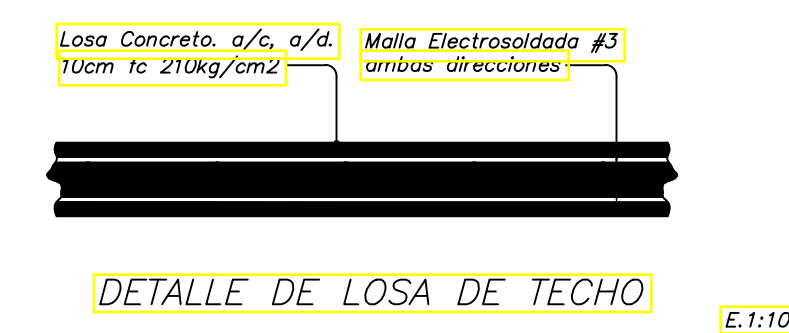 Losa Concreto. a/c, a/d.
10cm fc 210kg/cm2
Malla Electrosoldada #3
ambas direcciones
DETALLE DE LOSA DE TECHO
E.1:10